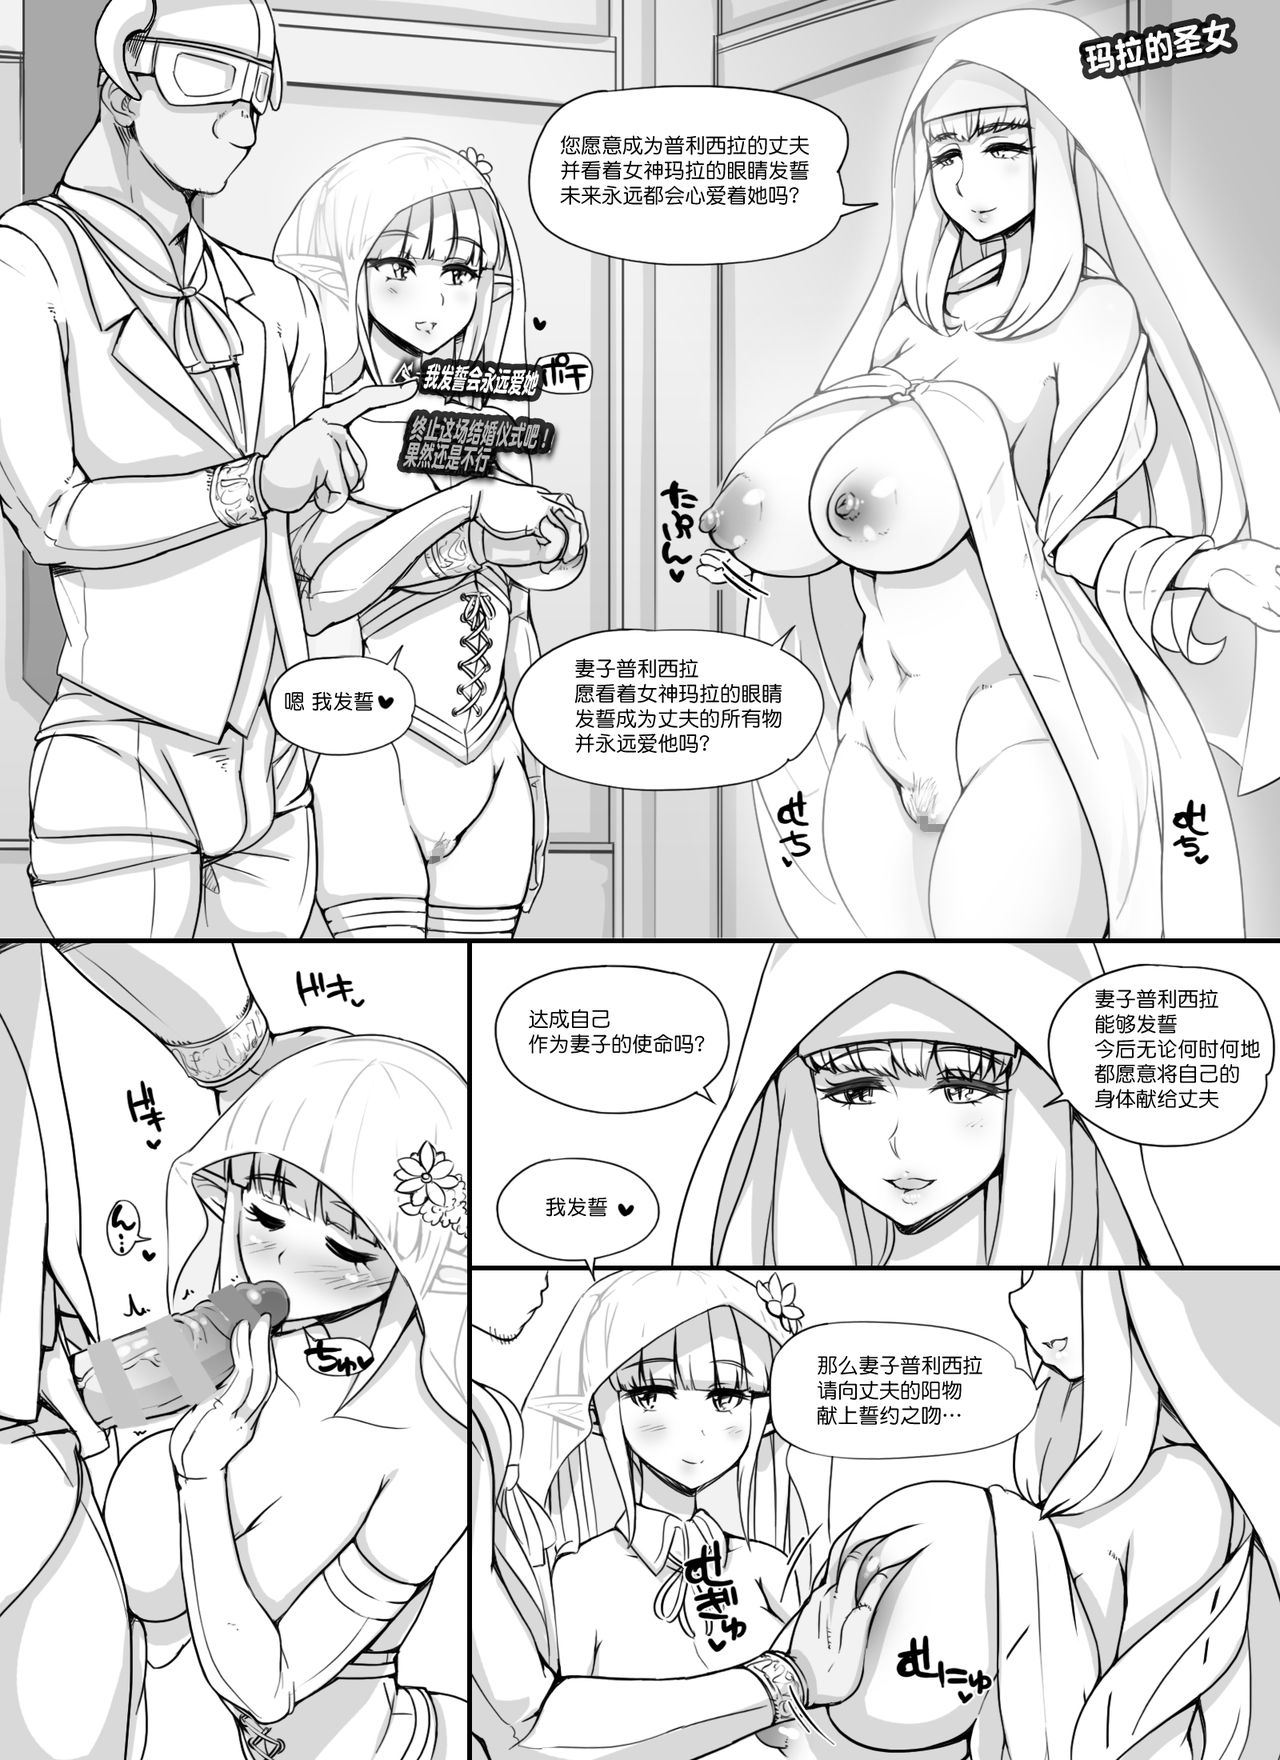 玛拉的圣女
您愿意成为普利西拉的丈夫
并看着女神玛拉的眼睛发誓
未来永远都会心爱着她吗？
我发誓会永远爱她
ポチ
终止这场结婚仪式吧！
果然还是不行
たぷん
妻子普利西拉
愿看着女神玛拉的眼睛
发誓成为丈夫的所有物
并永远爱他吗？
嗯 我发誓
むち
むち
妻子普利西拉
能够发誓
今后无论何时何地
都愿意将自己的
身体献给丈夫
达成自己
作为妻子的使命吗？
我发誓
那么妻子普利西拉
请向丈夫的阳物
献上誓约之吻…
むぎゅ
むにゅ
ドキ
ドキ
ん…
ちゅ